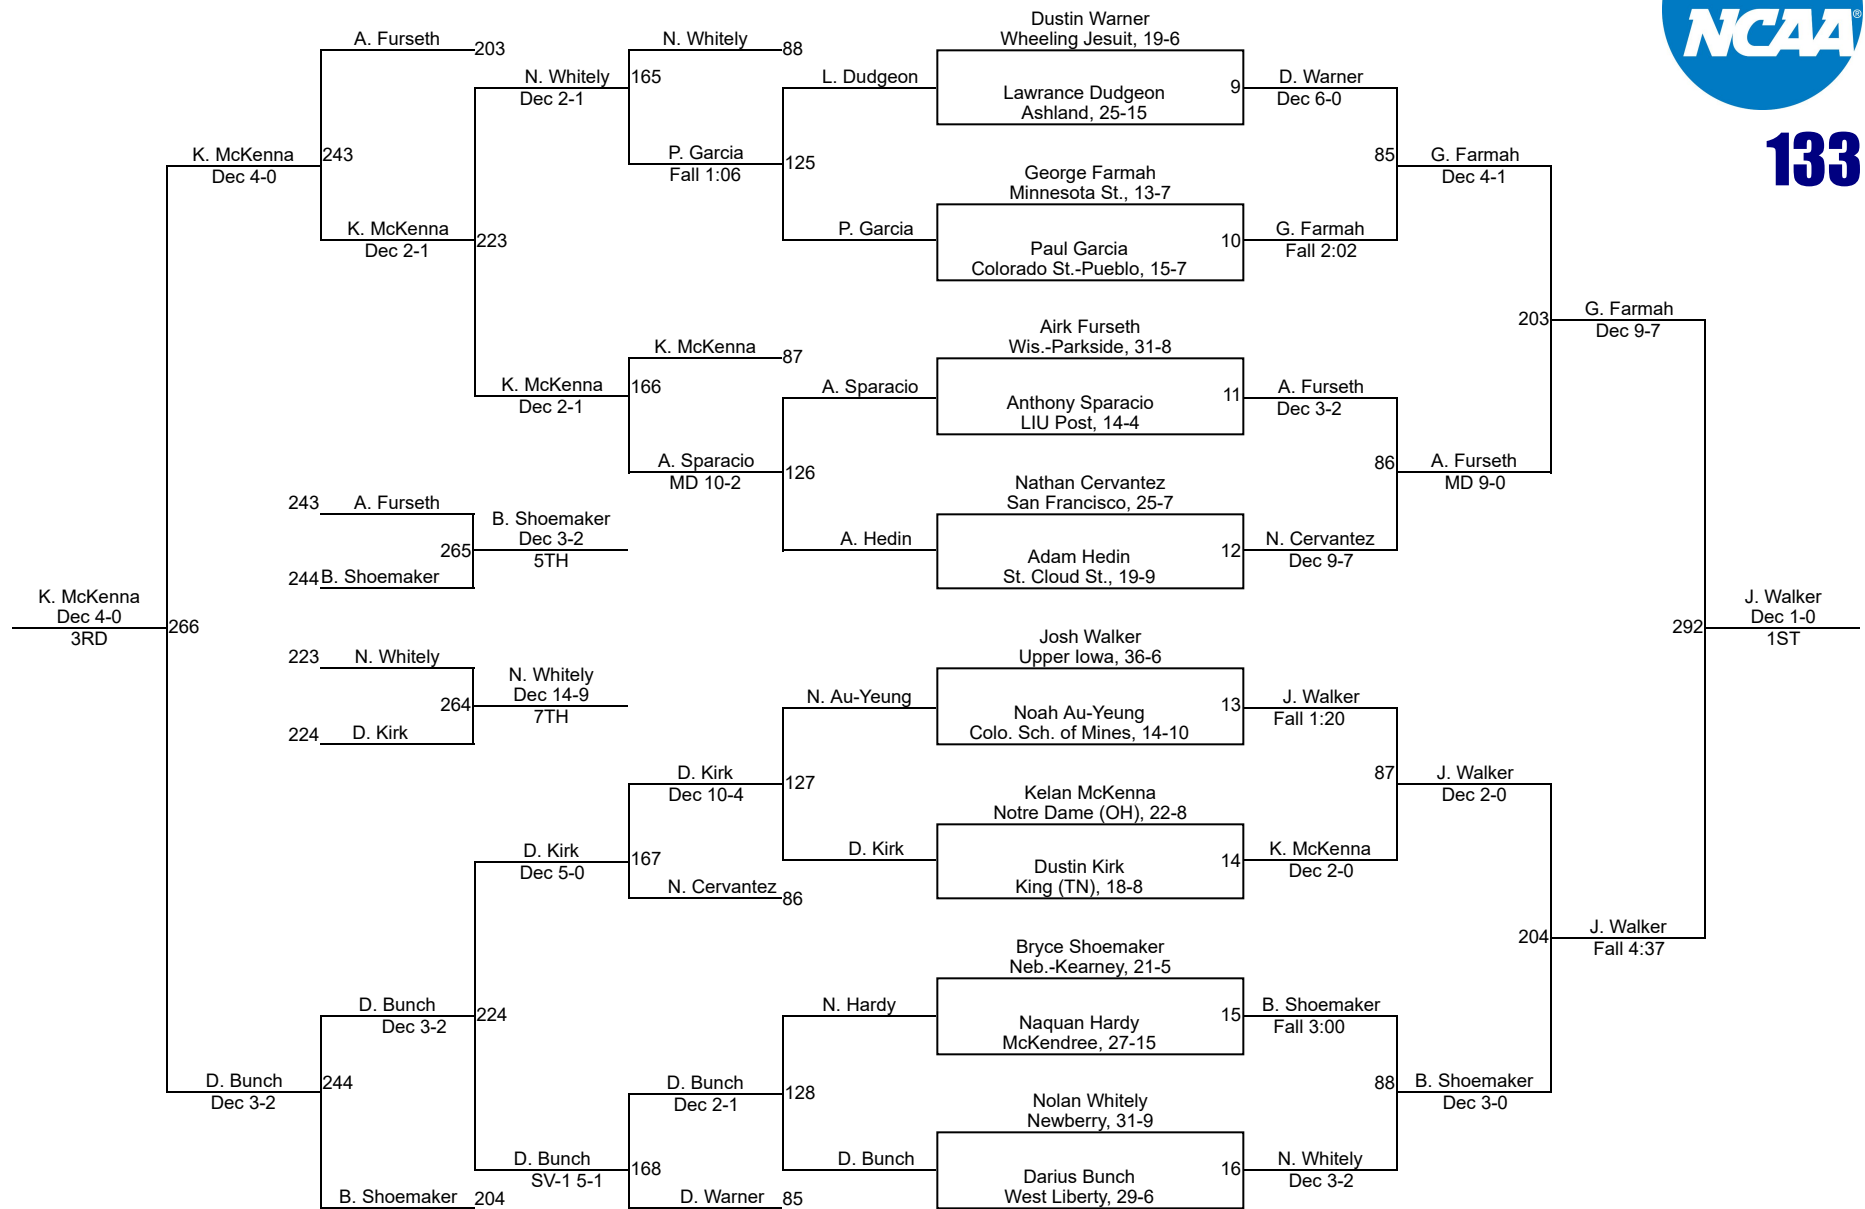 NCAA®
133
Dustin Warner
Wheeling Jesuit, 19-6
A. Furseth
203
N. Whitely
88
N. Whitely
165
Dec 2-1
L. Dudgeon
Lawrance Dudgeon
Ashland, 25-15
9
D. Warner
Dec 6-0
K. McKenna
243
Dec 4-0
P. Garcia
Fall 1:06
125
85
G. Farmah
Dec 4-1
George Farmah
Minnesota St., 13-7
K. McKenna
223
Dec 2-1
P. Garcia
Paul Garcia
Colorado St.-Pueblo, 15-7
10
G. Farmah
Fall 2:02
203
G. Farmah
Dec 9-7
Airk Furseth
Wis.-Parkside, 31-8
K. McKenna
87
K. McKenna
166
Dec 2-1
A. Sparacio
Anthony Sparacio
LIU Post, 14-4
11
A. Furseth
Dec 3-2
A. Sparacio
MD 10-2
126
86
A. Furseth
MD 9-0
Nathan Cervantez
San Francisco, 25-7
243
A. Furseth
B. Shoemaker
Dec 3-2
5TH
265
A. Hedin
Adam Hedin
St. Cloud St., 19-9
12
N. Cervantez
Dec 9-7
244
B. Shoemaker
K. McKenna
Dec 4-0
3RD
266
292
J. Walker
Dec 1-0
1ST
Josh Walker
Upper Iowa, 36-6
223
N. Whitely
N. Whitely
Dec 14-9
7TH
264
224
D. Kirk
N. Au-Yeung
Noah Au-Yeung
Colo. Sch. of Mines, 14-10
13
J. Walker
Fall 1:20
D. Kirk
Dec 10-4
127
87
J. Walker
Dec 2-0
Kelan McKenna
Notre Dame (OH), 22-8
D. Kirk
Dec 5-0
167
D. Kirk
Dustin Kirk
King (TN), 18-8
14
K. McKenna
Dec 2-0
N. Cervantez
86
204
J. Walker
Fall 4:37
Bryce Shoemaker
Neb.-Kearney, 21-5
D. Bunch
Dec 3-2
224
N. Hardy
Naquan Hardy
McKendree, 27-15
15
B. Shoemaker
Fall 3:00
D. Bunch
Dec 3-2
244
D. Bunch
Dec 2-1
128
88
B. Shoemaker
Dec 3-0
Nolan Whitely
Newberry, 31-9
D. Bunch
SV-1 5-1
168
D. Bunch
Darius Bunch
West Liberty, 29-6
16
N. Whitely
Dec 3-2
B. Shoemaker
204
D. Warner
85